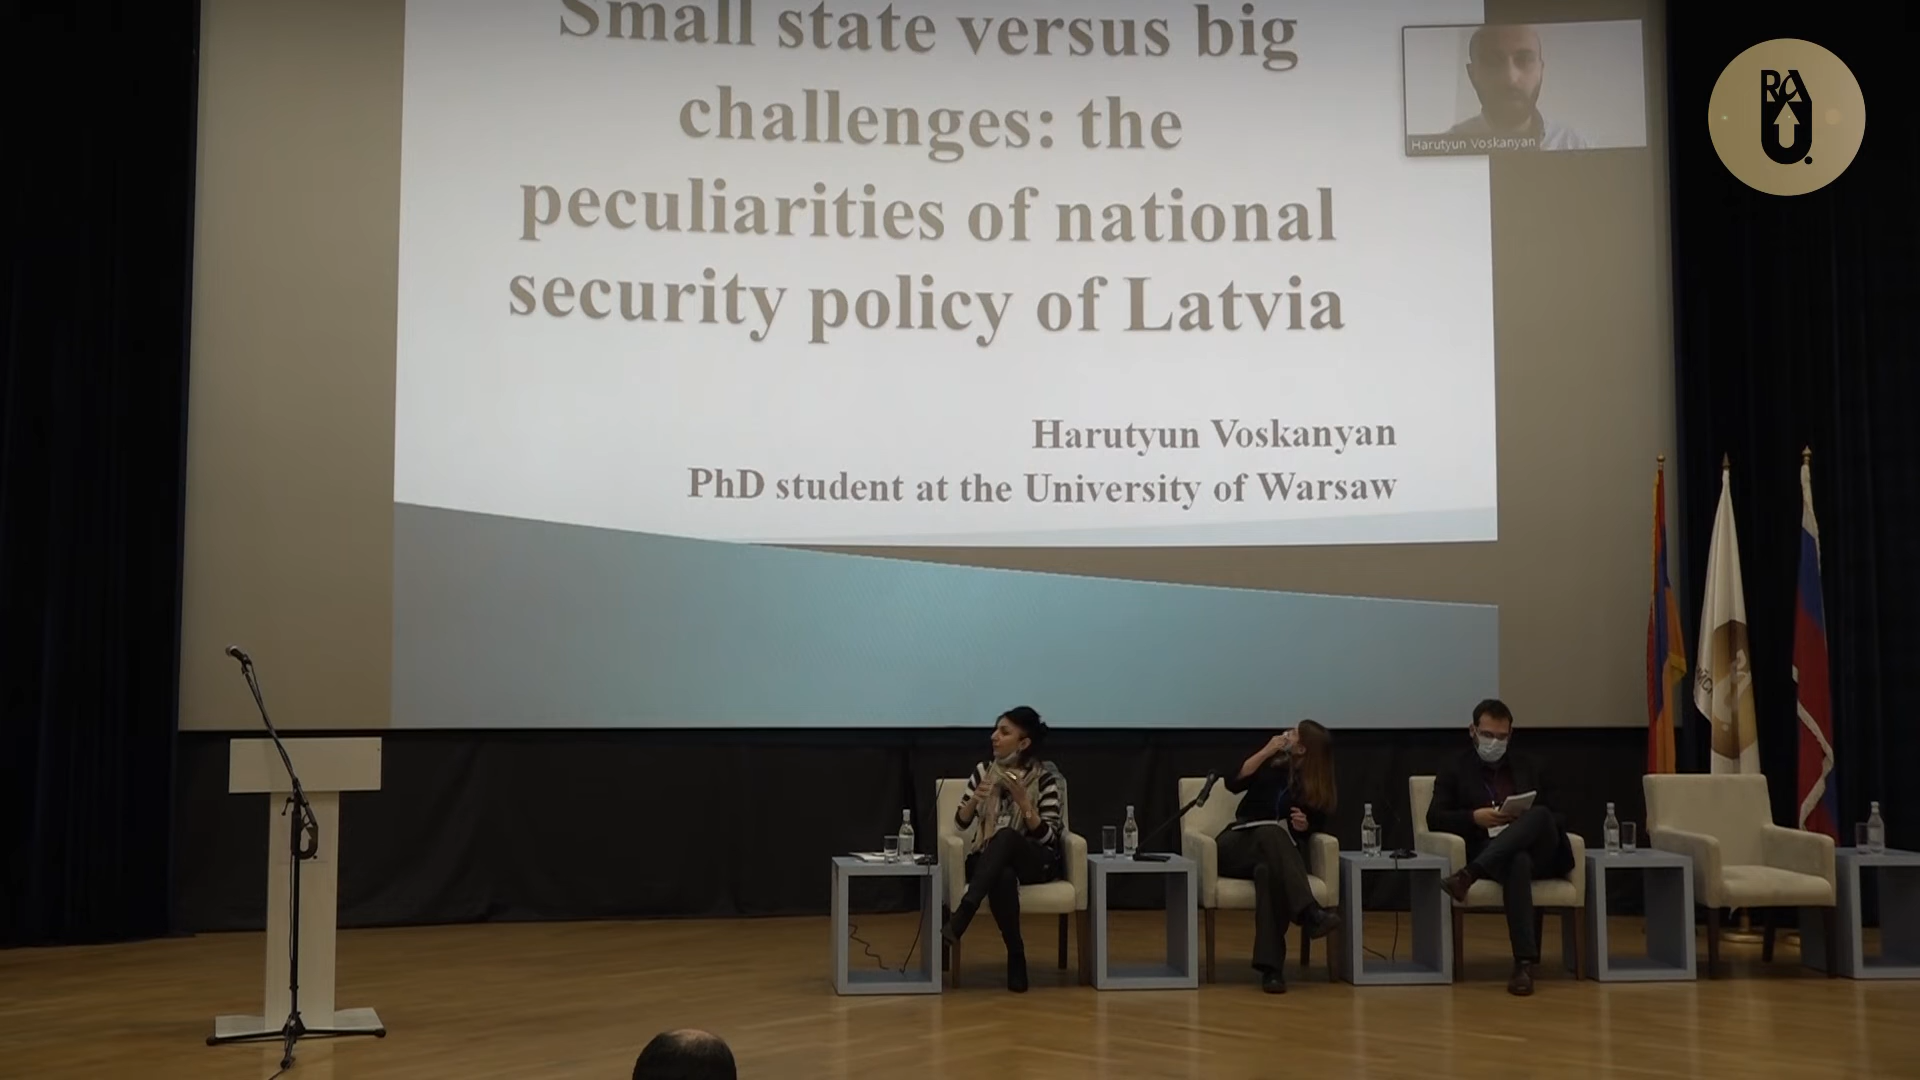 Small state versus big
challenges: the
peculiarities of national
security policy of Latvia
Harutyun Voskanyan
PhD student at the University of Warsaw
Harutyun Voskanyan
RAU